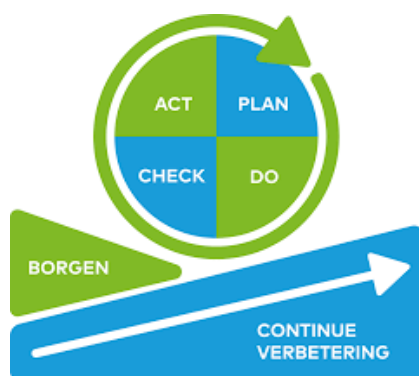 ACT
PLAN
CHECK
DO
BORGEN
CONTINUE
VERBETERING